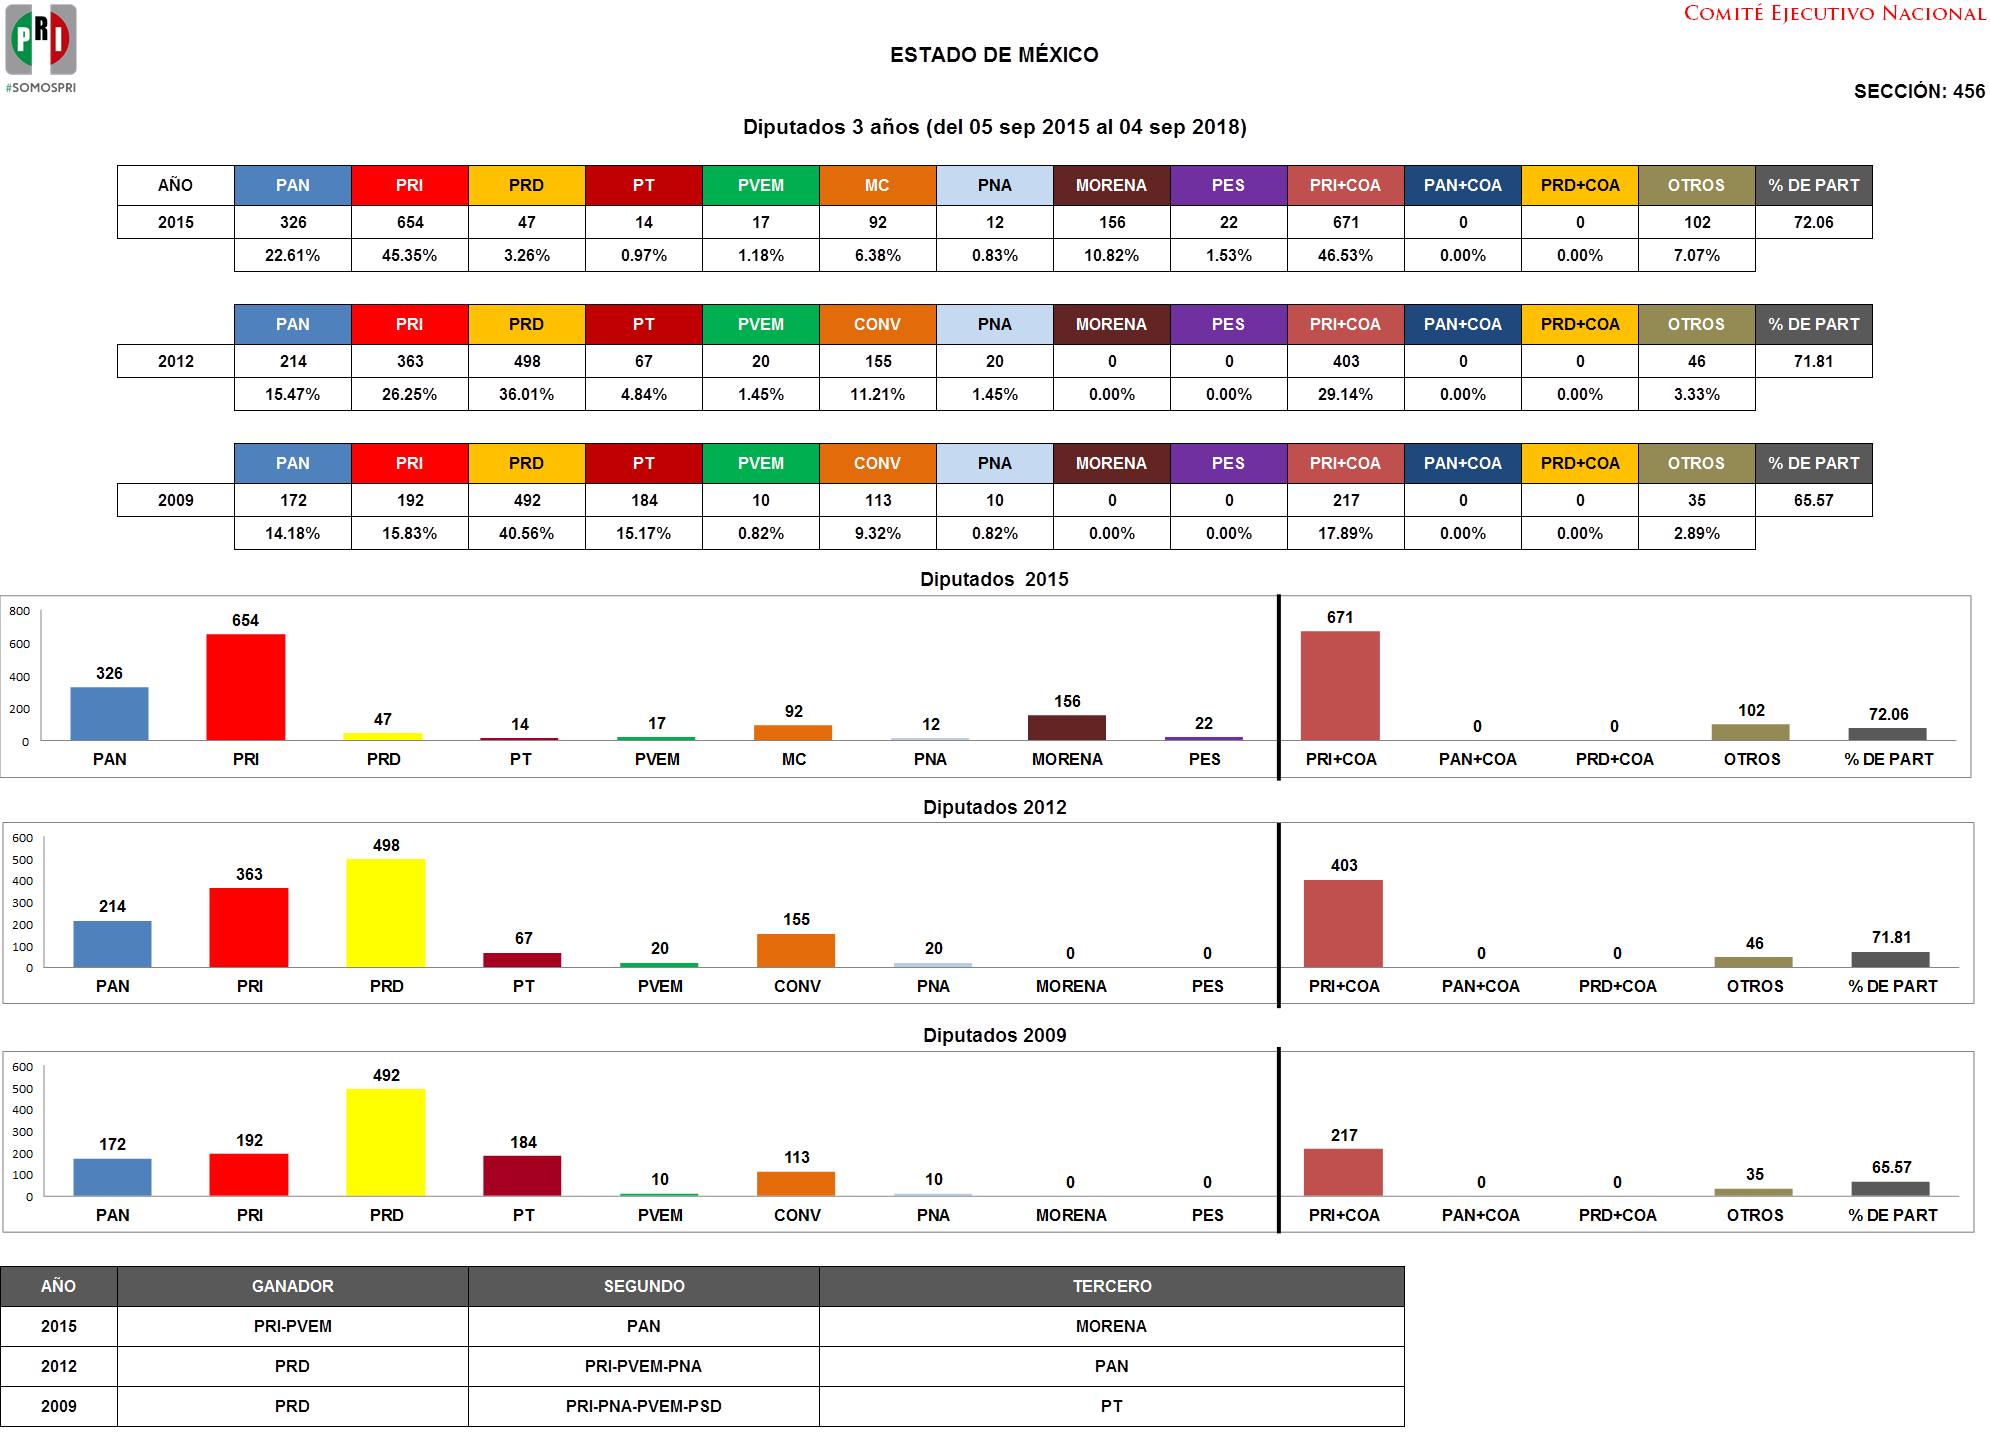 PRI
#SOMOSPRI
COMITÉ EJECUTIVO NACIONAL
ESTADO DE MÉXICO
SECCIÓN: 456
Diputados 3 años (del 05 sep 2015 al 04 sep 2018)
AÑO PAN PRI PRD PT PVEM MC PNA MORENA PES PRI+COA PAN+COA PRD+COA OTROS % DE PART
2015 326 654 47 14 17 92 12 156 22 671 0 0 102 72.06
22.61% 45.35% 3.26% 0.97% 1.18% 6.38% 0.83% 10.82% 1.53% 46.53% 0.00% 0.00% 7.07%
PAN PRI PRD PT PVEM CONV PNA MORENA PES PRI+COA PAN+COA PRD+COA OTROS % DE PART
2012 214 363 498 67 20 155 20 0 0 403 0 0 46 71.81
15.47% 26.25% 36.01% 4.84% 1.45% 11.21% 1.45% 0.00% 0.00% 29.14% 0.00% 0.00% 3.33%
PAN PRI PRD PT PVEM CONV PNA MORENA PES PRI+COA PAN+COA PRD+COA OTROS % DE PART
2009 172 192 492 184 10 113 10 0 0 217 0 0 35 65.57
14.18% 15.83% 40.56% 15.17% 0.82% 9.32% 0.82% 0.00% 0.00% 17.89% 0.00% 0.00% 2.89%
Diputados 2015
800
600
400
200
0
326 654 47 14 17 92 12 156 22 671 0 0 102 72.06
PAN PRI PRD PT PVEM MC PNA MORENA PES PRI+COA PAN+COA PRD+COA OTROS % DE PART
Diputados 2012
600
500
400
300
200
100
0
214 363 498 67 20 155 20 0 0 403 0 0 46 71.81
PAN PRI PRD PT PVEM CONV PNA MORENA PES PRI+COA PAN+COA PRD+COA OTROS % DE PART
Diputados 2009
600
500
400
300
200
100
0
172 192 492 184 10 113 10 0 0 217 0 0 35 65.57
PAN PRI PRD PT PVEM CONV PNA MORENA PES PRI+COA PAN+COA PRD+COA OTROS % DE PART
AÑO GANADOR SEGUNDO TERCERO
2015 PRI-PVEM PAN MORENA
2012 PRD PRI-PVEM-PNA PAN
2009 PRD PRI-PNA-PVEM-PSD PT